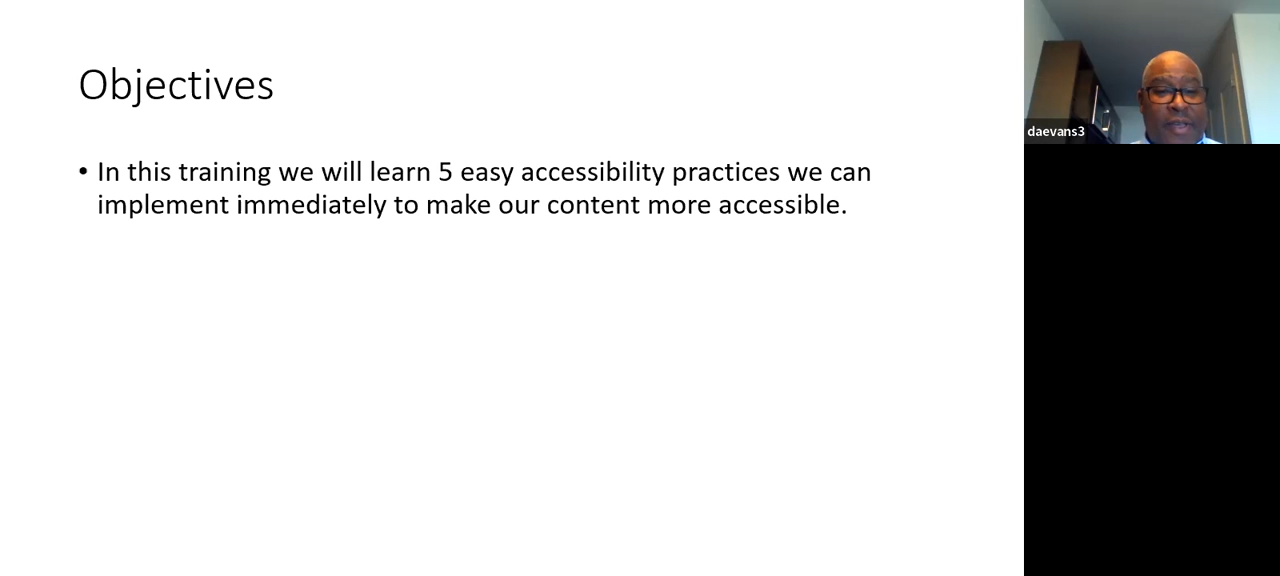 Objectives
• In this training we will learn 5 easy accessibility practices we can
implement immediately to make our content more accessible.
daevans3